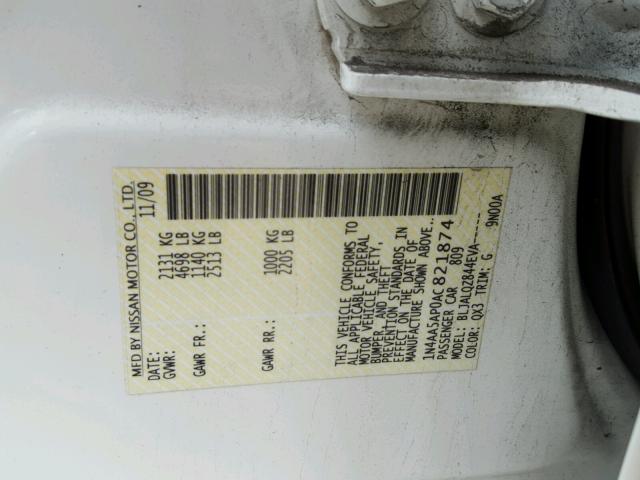 MFD BY NISSAN MOTOR CO., LTD.
DATE: 11/09
GVWR: 2131 KG
4698 LB
GAWR FR.: 1140 KG
2513 LB
GAWR RR.: 1000 KG
2205 LB
THIS VEHICLE CONFORMS TO
ALL APPLICABLE FEDERAL
MOTOR VEHICLE SAFETY,
BUMPER, AND THEFT
PREVENTION STANDARDS IN
EFFECT ON THE DATE OF
MANUFACTURE SHOWN ABOVE..
1N4AA5AP0AC821874
PASSENGER CAR 809
MODEL: BLJALQZ844EVA-----
COLOR: QX3 TRIM: G 9N00A